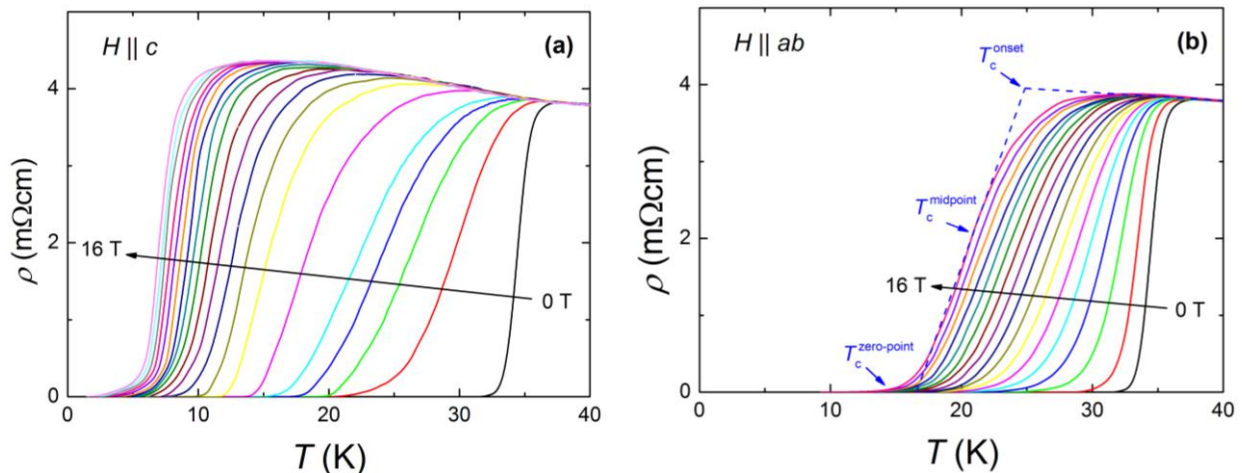 H || c
(a)
4
2
0
ρ (mΩcm)
16 T
0 T
0 10 20 30 40
T (K)
H || ab
(b)
T_c^onset
4
2
0
ρ (mΩcm)
T_c^midpoint
16 T
0 T
T_c^zero-point
0 10 20 30 40
T (K)